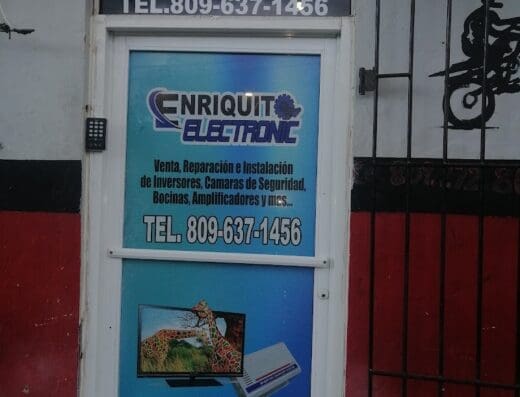 TEL.809-637-1456
ENRIQUITO
ELECTRONIC
Venta, Reparación e Instalación
de Inversores, Camaras de Seguridad,
Bocinas, Amplificadores y mas...
TEL. 809-637-1456